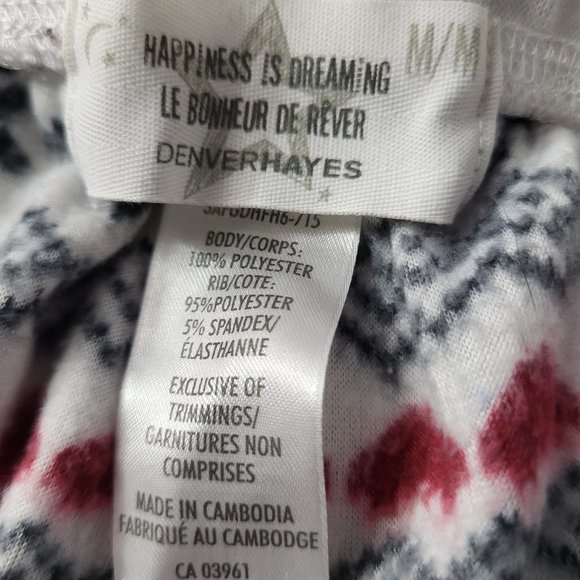 HAPPINESS IS DREAMING M/M
LE BONHEUR DE RÊVER
DENVERHAYES
BODY/CORPS:
100% POLYESTER
RIB/COTE:
95%POLYESTER
5% SPANDEX/
ÉLASTHANNE
EXCLUSIVE OF
TRIMMINGS/
GARNITURES NON
COMPRISES
MADE IN CAMBODIA
FABRIQUÉ AU CAMBODGE
CA 03961